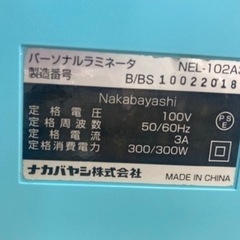 パーソナルラミネータ NEL-102A
製造番号 B/BS 10022018
Nakabayashi
定格電圧 100V
定格周波数 50/60Hz
定格電流 3A
定格消費電力 300/300W
PSE
ナカバヤシ株式会社 MADE IN CHINA